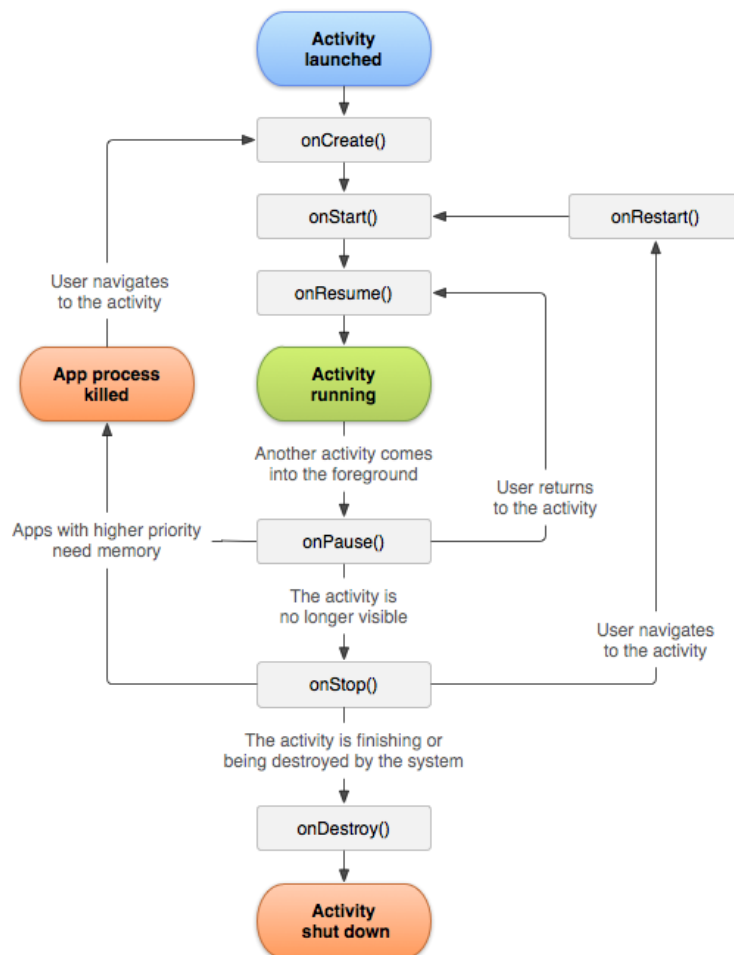 Activity
launched
onCreate()
onStart()
onRestart()
User navigates
to the activity
onResume()
App process
killed
Activity
running
Another activity comes
into the foreground
User returns
to the activity
Apps with higher priority
need memory
onPause()
The activity is
no longer visible
User navigates
to the activity
onStop()
The activity is finishing or
being destroyed by the system
onDestroy()
Activity
shut down